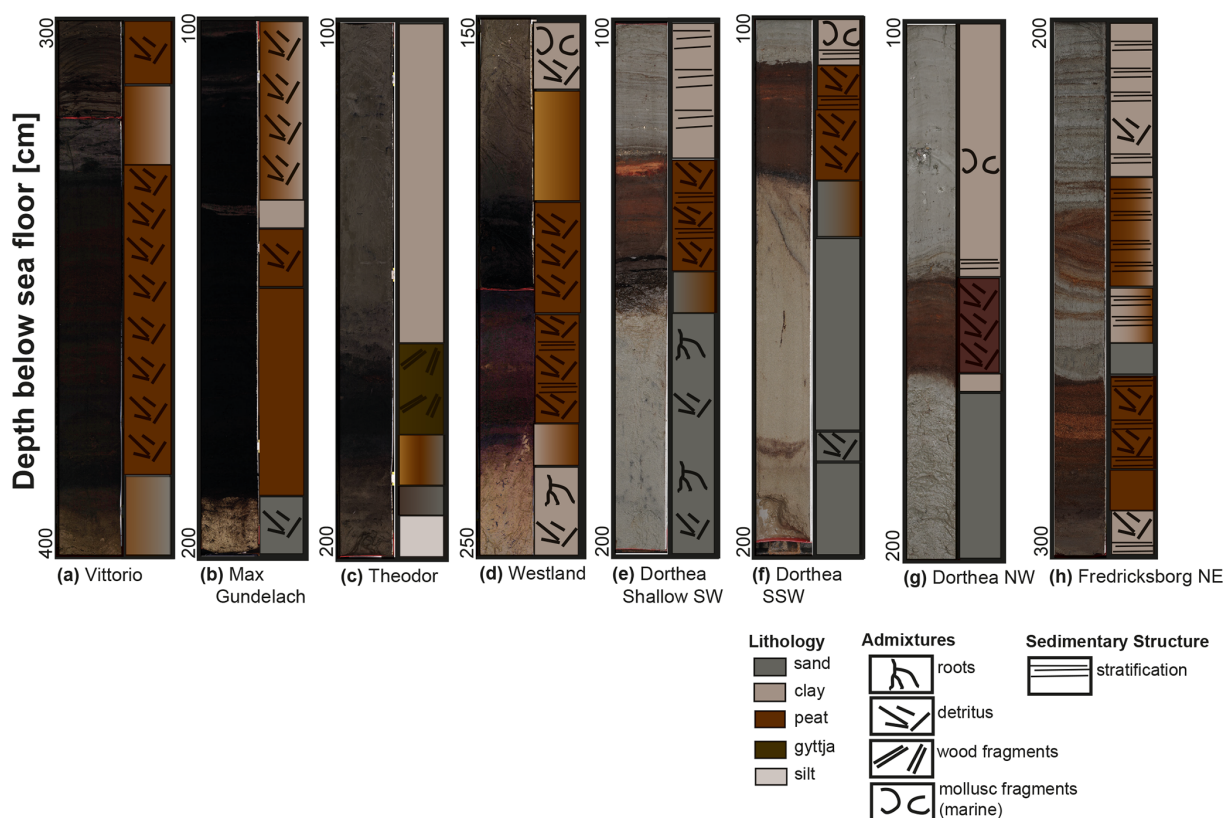 Depth below sea floor [cm]
300
400
100
200
100
200
150
250
100
200
100
200
100
200
200
300
(a) Vittorio
(b) Max
Gundelach
(c) Theodor
(d) Westland
(e) Dorthea
Shallow SW
(f) Dorthea
SSW
(g) Dorthea NW
(h) Fredricksborg NE
Lithology
sand
clay
peat
gyttja
silt
Admixtures
roots
detritus
wood fragments
mollusc fragments
(marine)
Sedimentary Structure
stratification